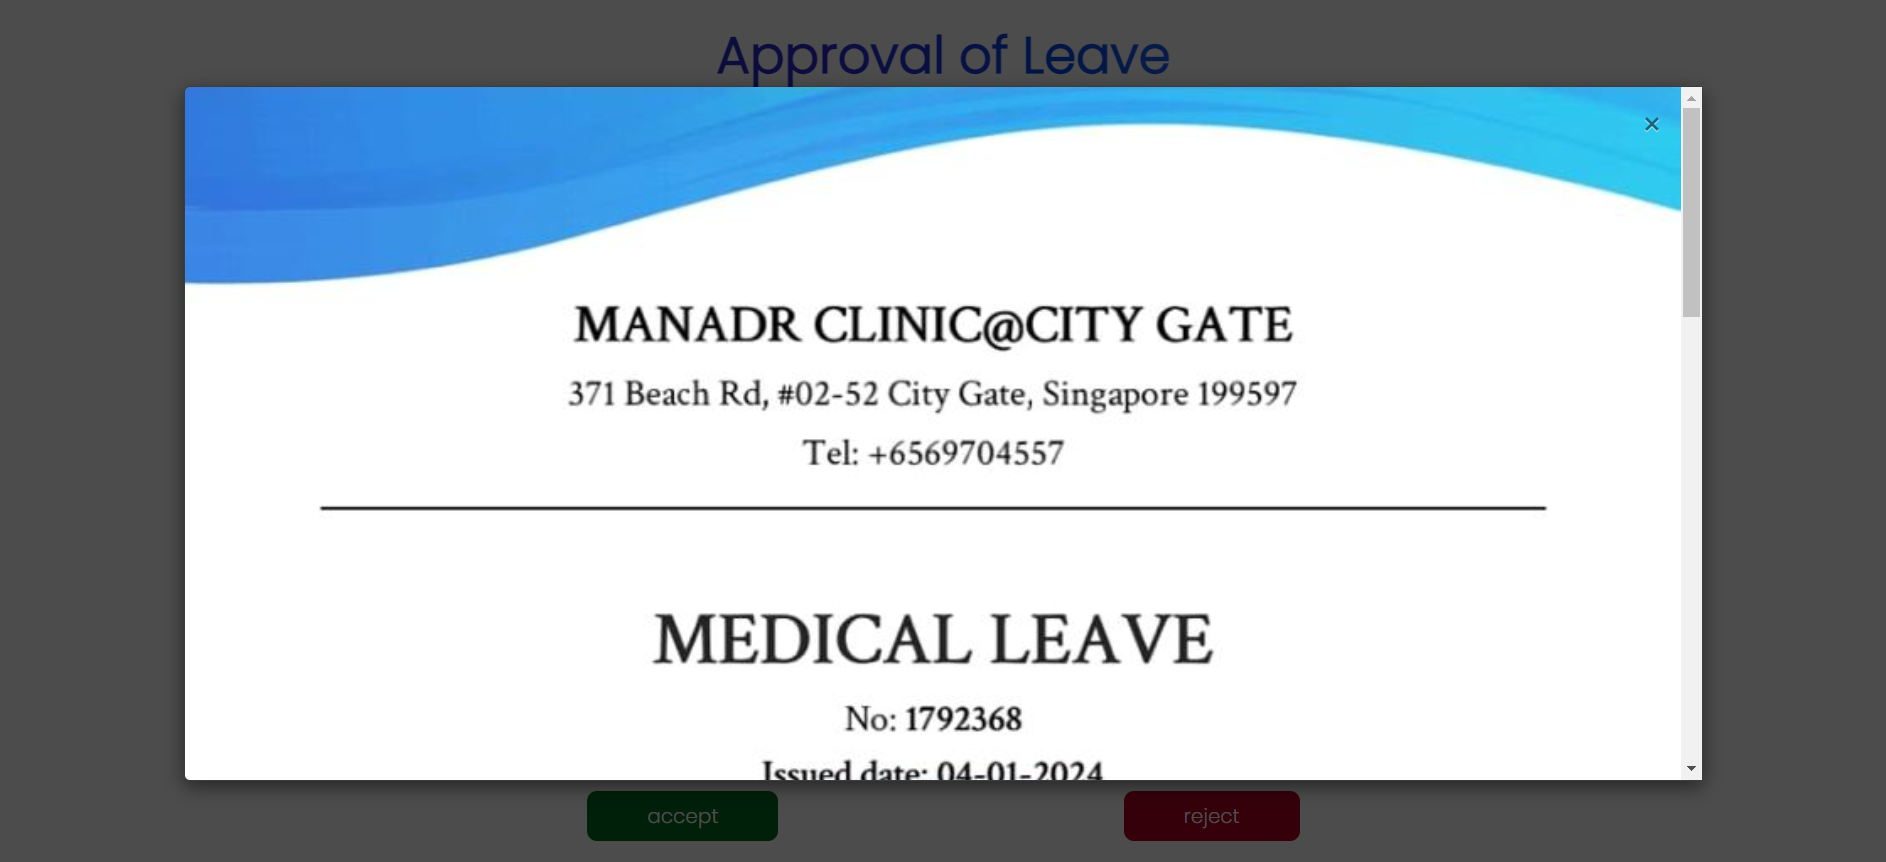 Approval of Leave
MANADR CLINIC@CITY GATE
371 Beach Rd, #02-52 City Gate, Singapore 199597
Tel: +6569704557
MEDICAL LEAVE
No: 1792368
Issued date: 04-01-2024
accept
reject